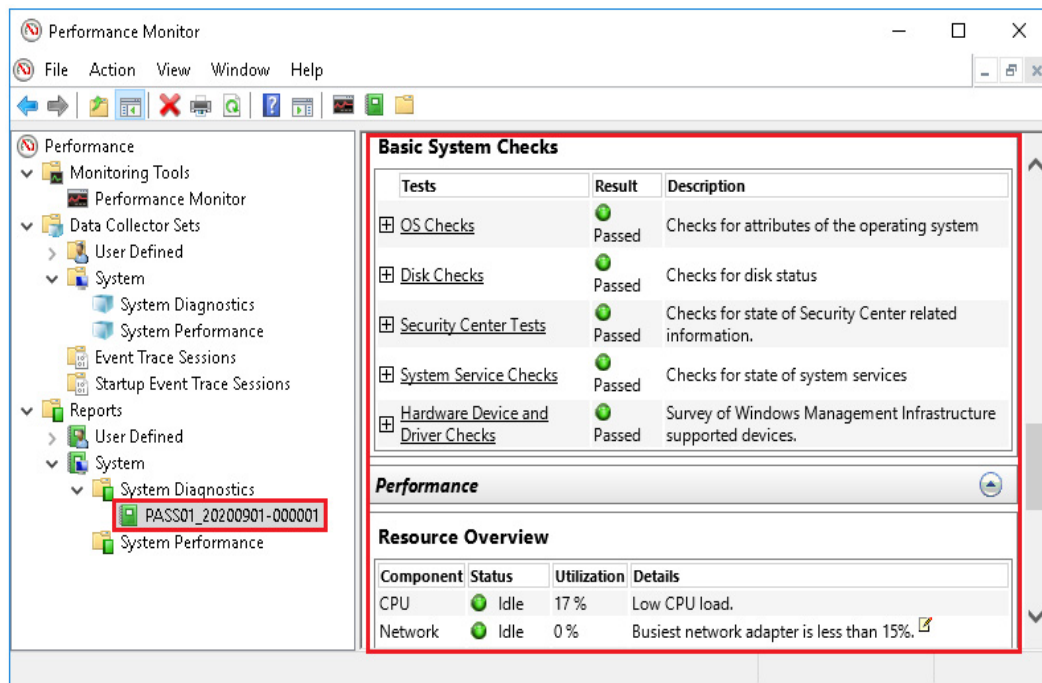 Performance Monitor
File Action View Window Help
Performance
Monitoring Tools
Performance Monitor
Data Collector Sets
User Defined
System
System Diagnostics
System Performance
Event Trace Sessions
Startup Event Trace Sessions
Reports
User Defined
System
System Diagnostics
PASS01_20200901-000001
System Performance
Basic System Checks
Tests Result Description
OS Checks Passed Checks for attributes of the operating system
Disk Checks Passed Checks for disk status
Security Center Tests Passed Checks for state of Security Center related
information.
System Service Checks Passed Checks for state of system services
Hardware Device and
Driver Checks Passed Survey of Windows Management Infrastructure
supported devices.
Performance
Resource Overview
Component Status Utilization Details
CPU Idle 17 % Low CPU load.
Network Idle 0 % Busiest network adapter is less than 15%.